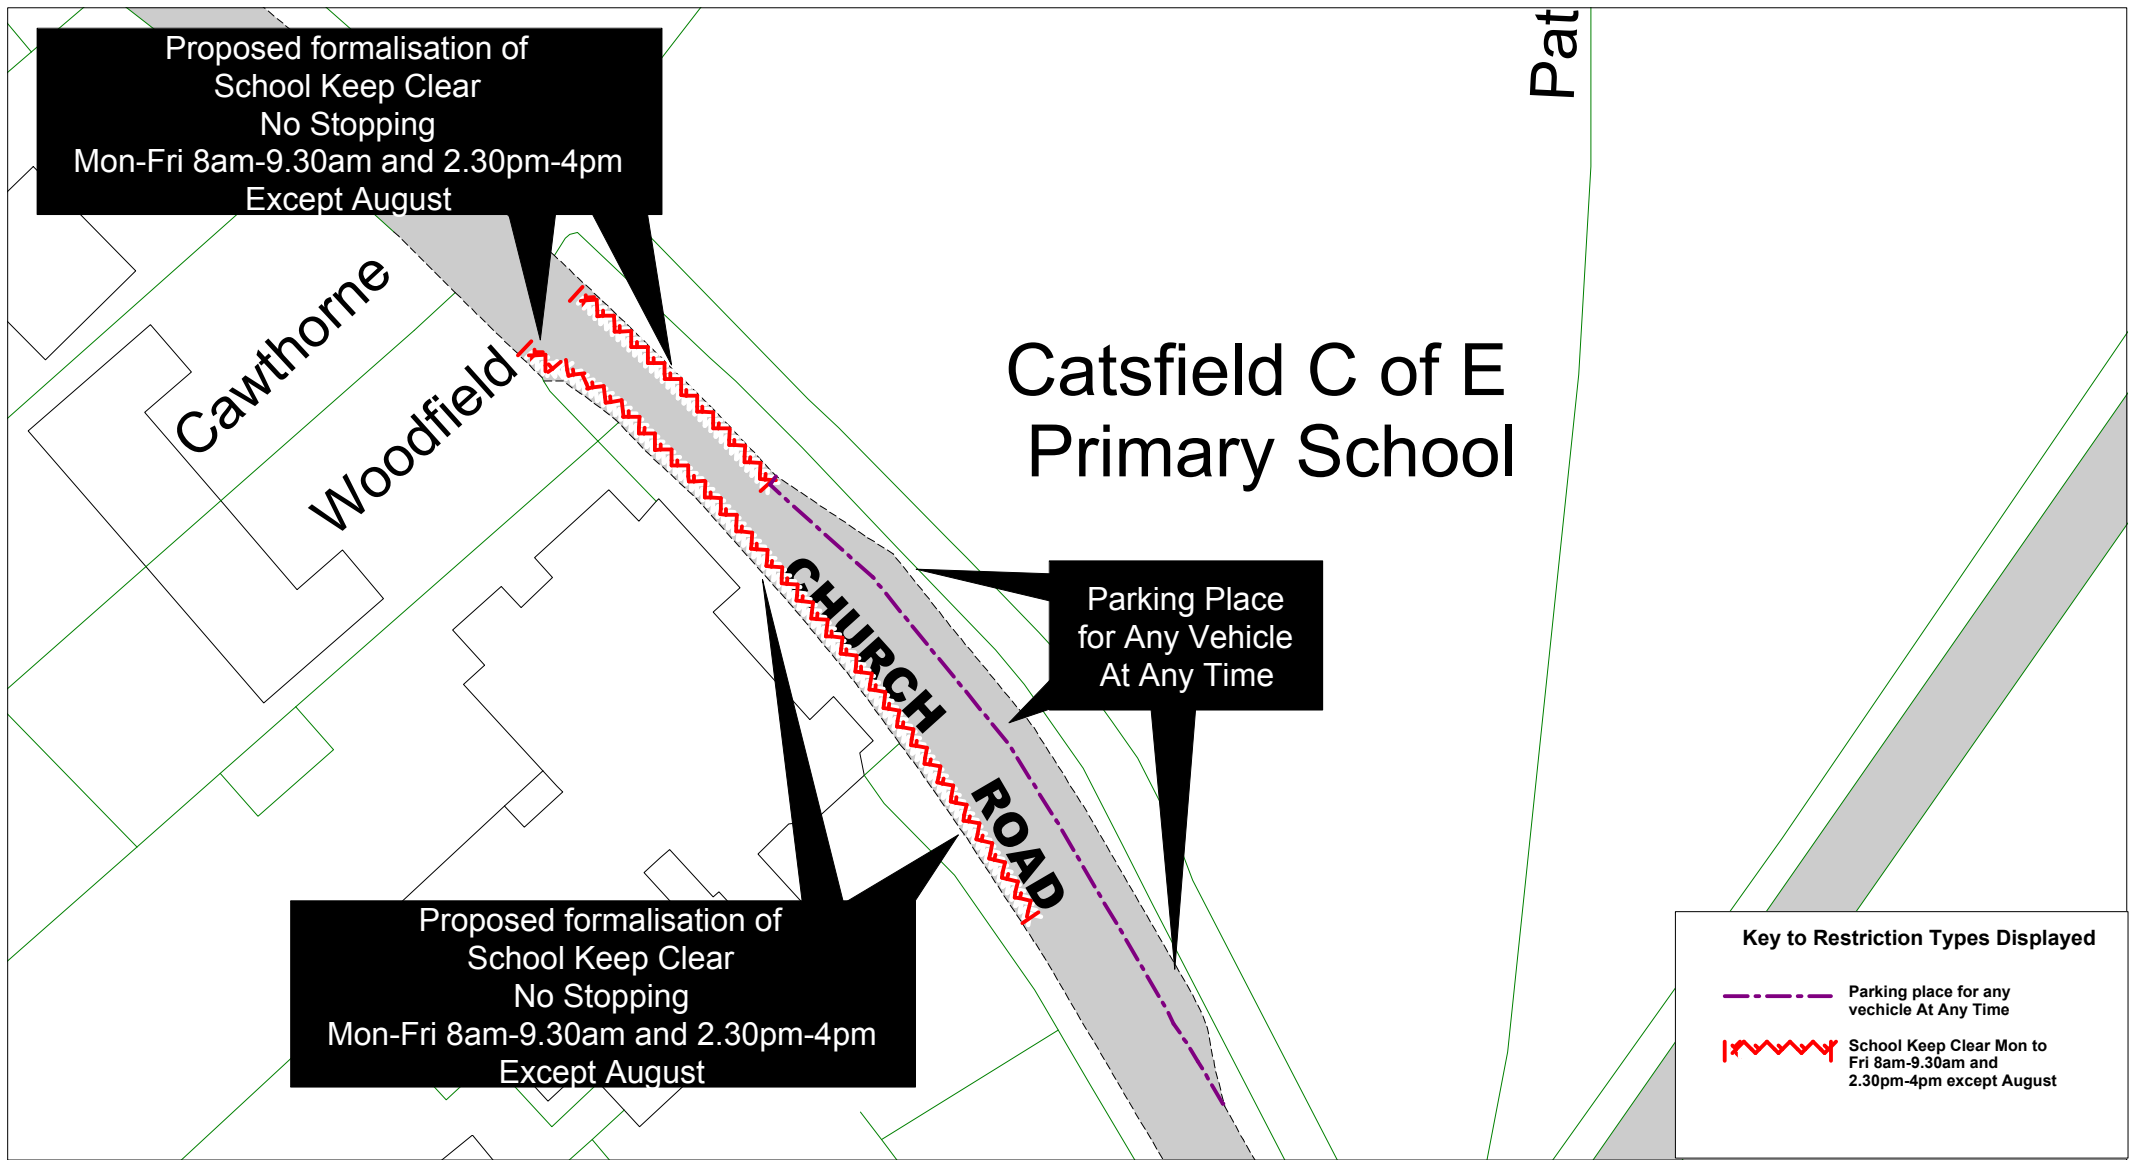 Proposed formalisation of
School Keep Clear
No Stopping
Mon-Fri 8am-9.30am and 2.30pm-4pm
Except August
Pat
Cawthorne
Woodfield
Catsfield C of E
Primary School
CHURCH
ROAD
Parking Place
for Any Vehicle
At Any Time
Proposed formalisation of
School Keep Clear
No Stopping
Mon-Fri 8am-9.30am and 2.30pm-4pm
Except August
Key to Restriction Types Displayed
Parking place for any
vechicle At Any Time
School Keep Clear Mon to
Fri 8am-9.30am and
2.30pm-4pm except August